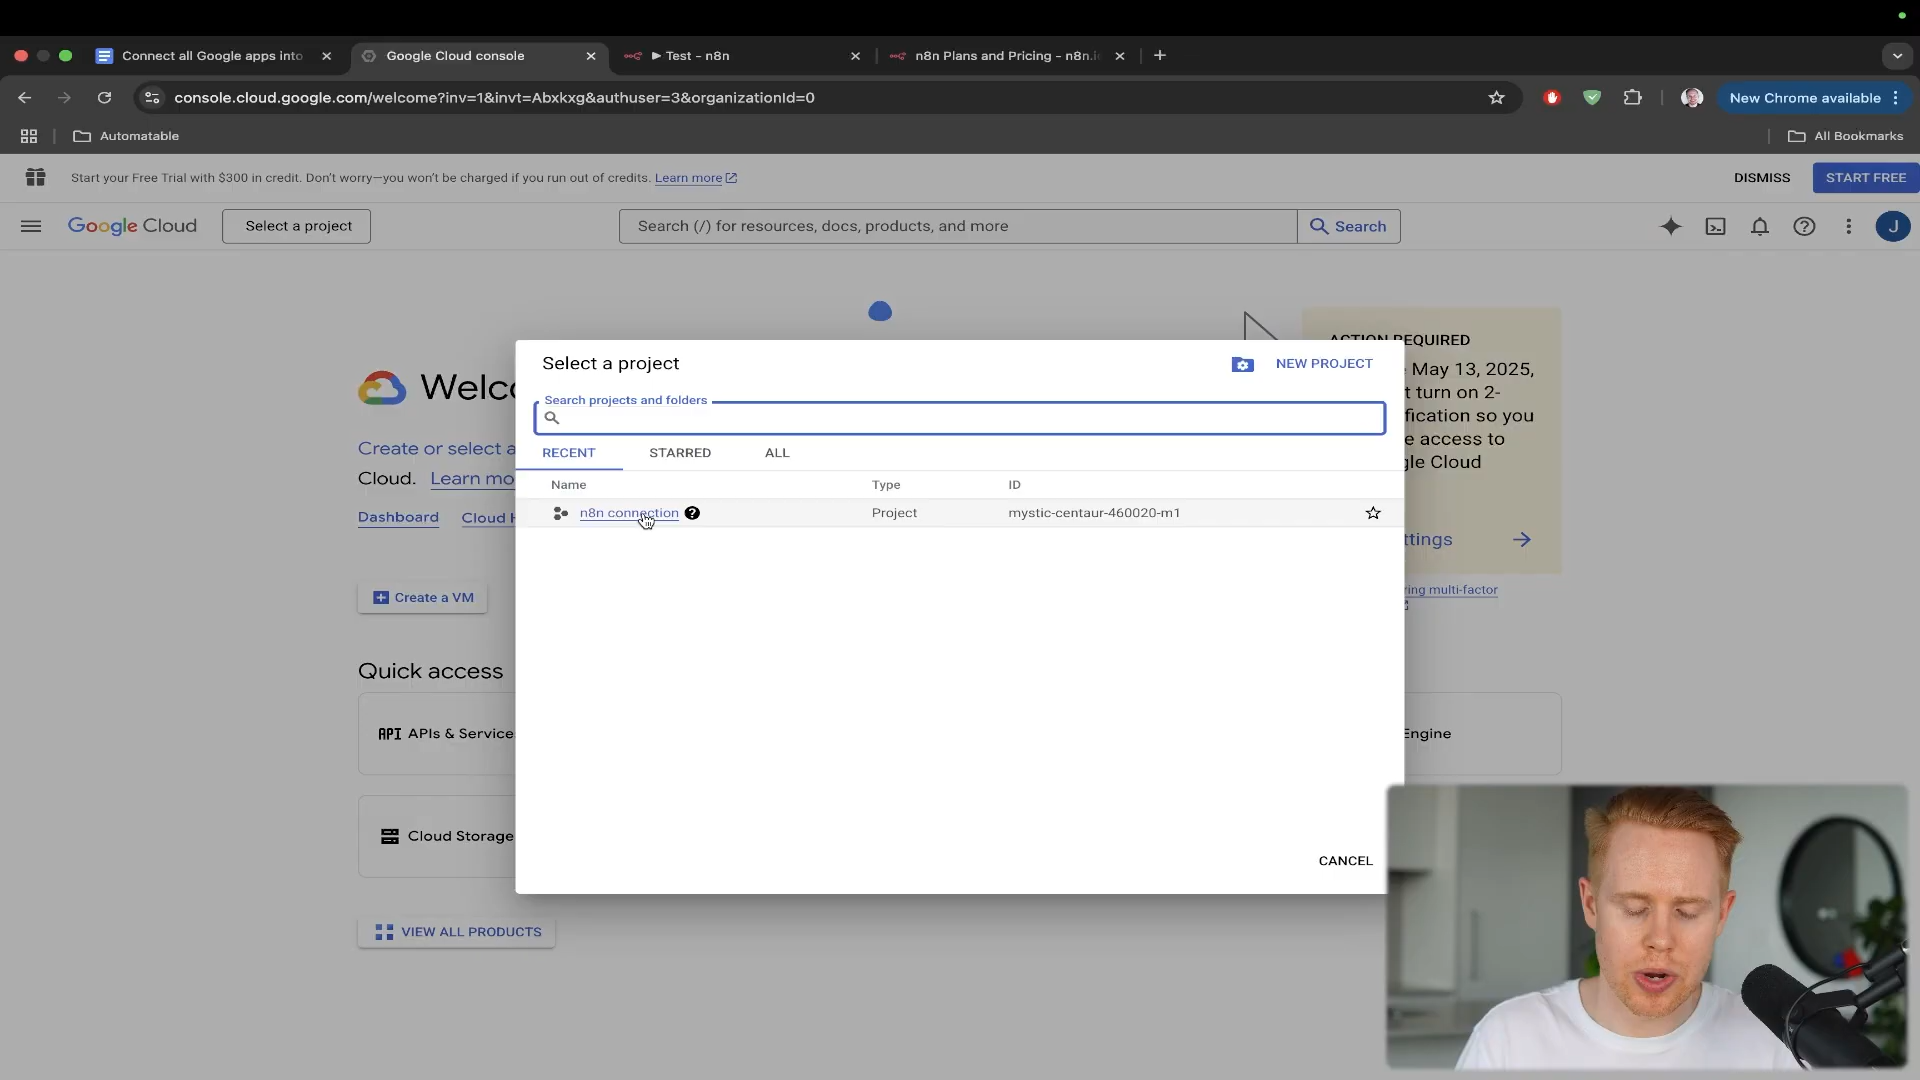 Connect all Google apps into
Google Cloud console
Test - n8n
n8n Plans and Pricing - n8n.i
console.cloud.google.com/welcome?inv=1&invt=Abxkxg&authuser=3&organizationId=0
New Chrome available
Automatable
All Bookmarks
Start your Free Trial with $300 in credit. Don't worry—you won't be charged if you run out of credits. Learn more
DISMISS
START FREE
Google Cloud
Select a project
Search (/) for resources, docs, products, and more
Search
J
Welco
ACTION REQUIRED
May 13, 2025,
t turn on 2-
fication so you
e access to
gle Cloud
Create or select a
Cloud. Learn mo
Dashboard
Cloud H
ttings
ring multi-factor
Create a VM
Quick access
API APIs & Service
Engine
Cloud Storage
VIEW ALL PRODUCTS
Select a project
NEW PROJECT
Search projects and folders
RECENT
STARRED
ALL
Name
Type
ID
n8n connection
?
Project
mystic-centaur-460020-m1
CANCEL